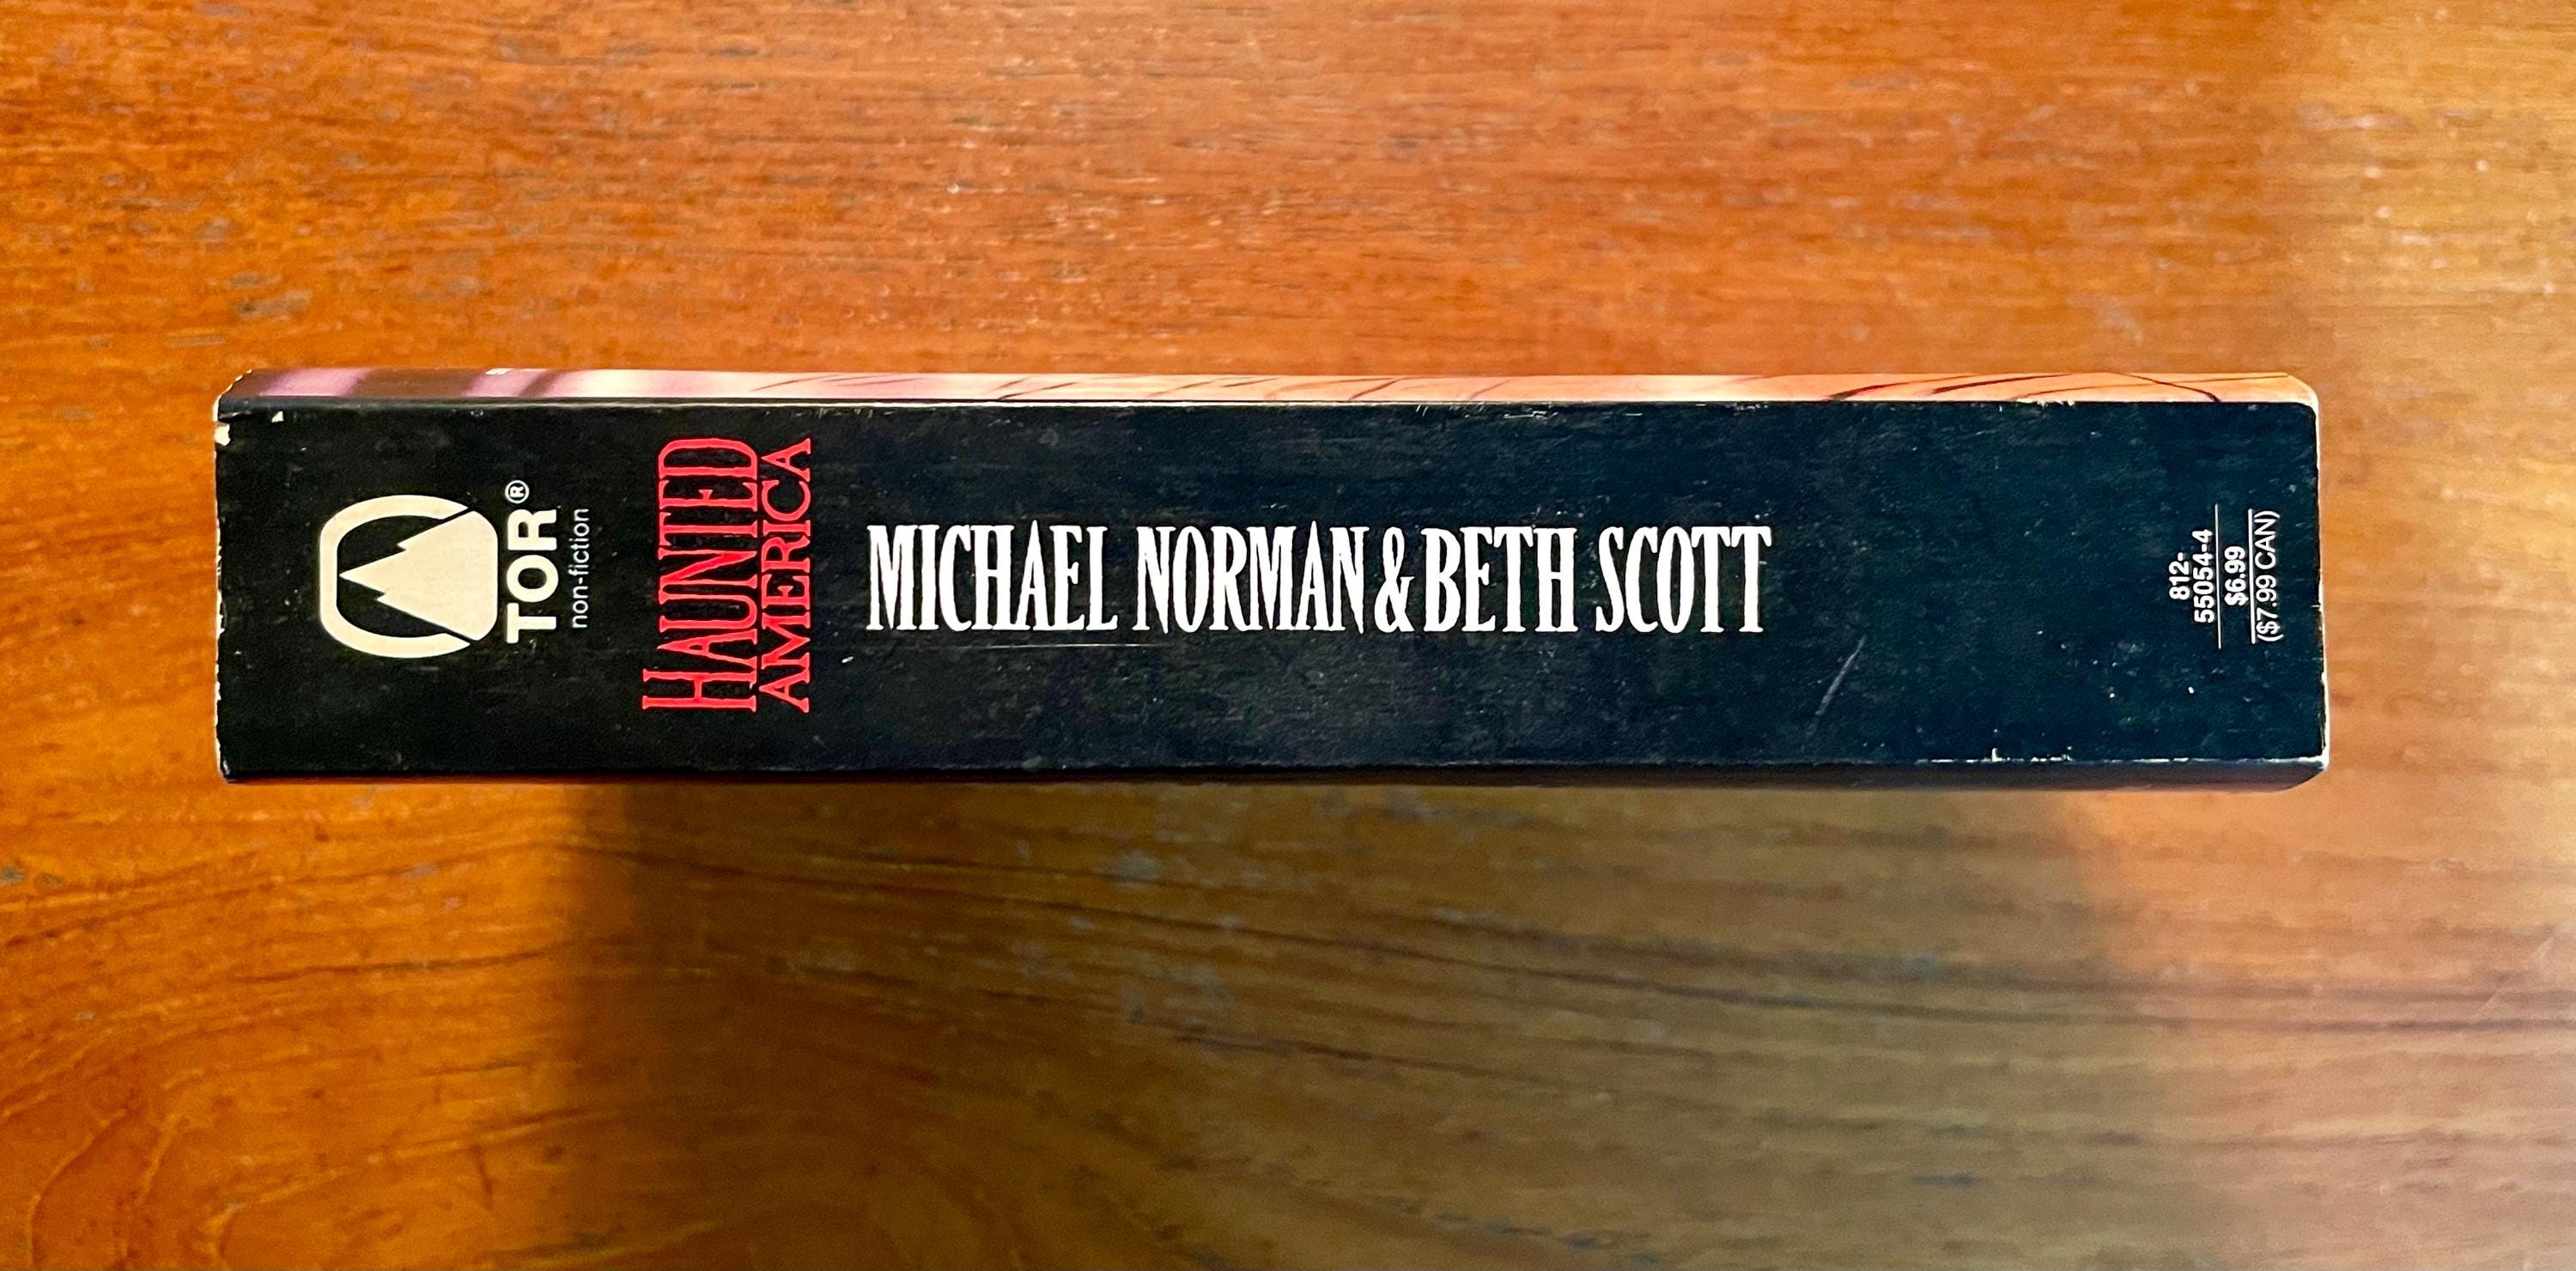 TOR®
non-fiction
HAUNTED
AMERICA
MICHAEL NORMAN & BETH SCOTT
812-
55054-4
$6.99
($7.99 CAN)